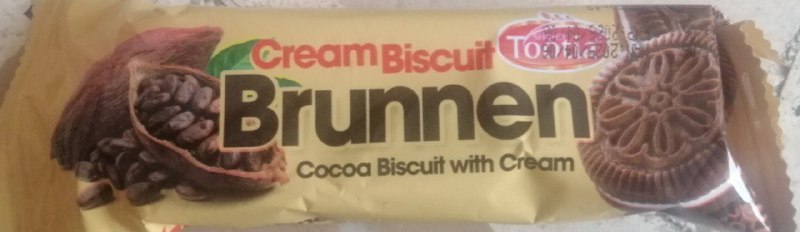 Cream Biscuit
Brunnen
Cocoa Biscuit with Cream